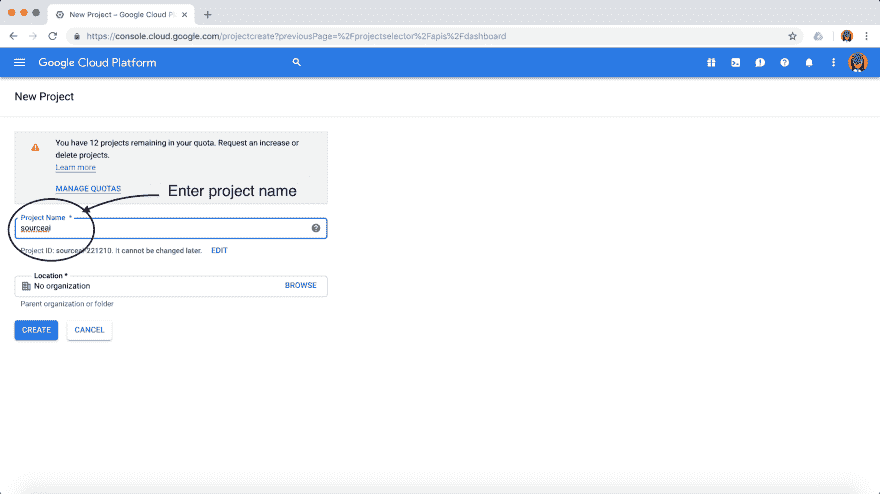 New Project – Google Cloud Pl
https://console.cloud.google.com/projectcreate?previousPage=%2Fprojectselector%2Fapis%2Fdashboard
Google Cloud Platform
New Project
You have 12 projects remaining in your quota. Request an increase or
delete projects.
Learn more
MANAGE QUOTAS
Enter project name
Project Name *
sourceai
Project ID: sourceai-221210. It cannot be changed later. EDIT
Location *
No organization BROWSE
Parent organization or folder
CREATE CANCEL